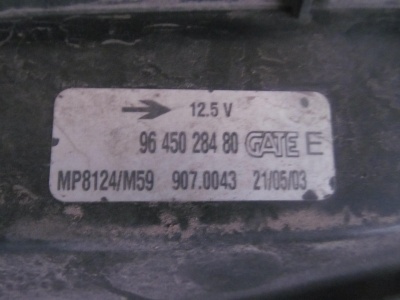 12.5 V
96 450 284 80 GATE E
MP8124/M59 907.0043 21/05/03